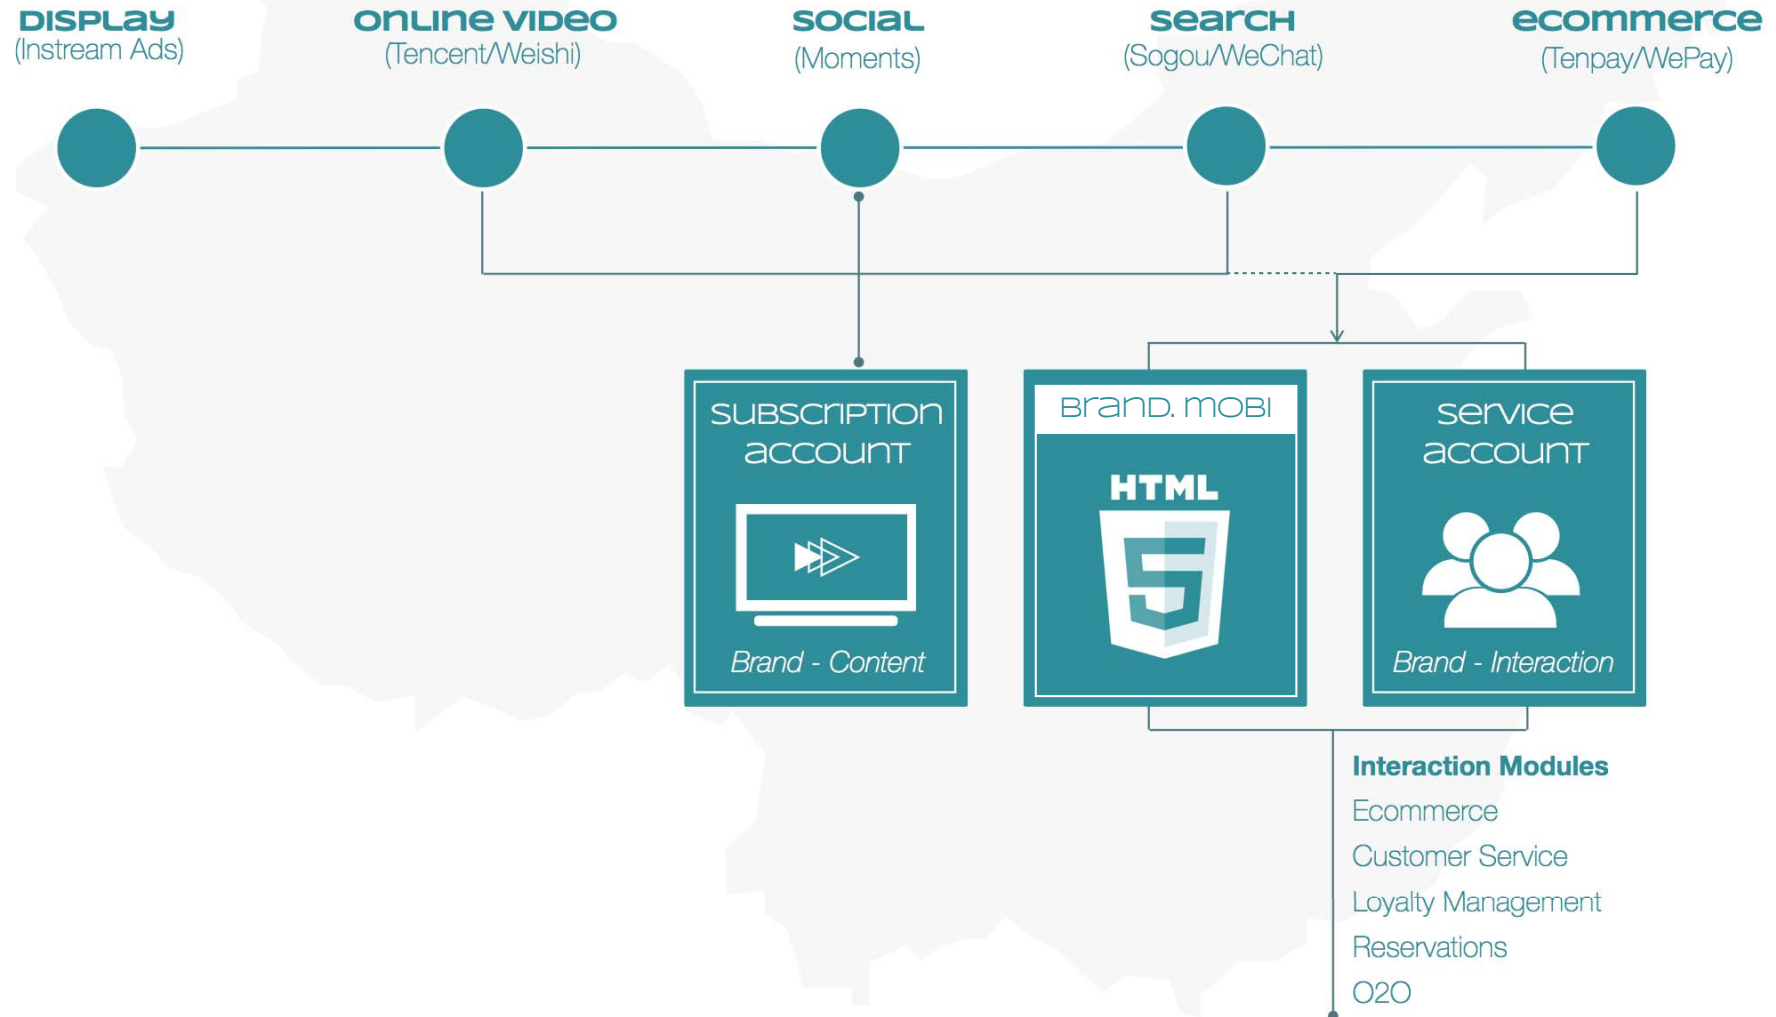 DISPLAY
(Instream Ads)
ONLINE VIDEO
(Tencent/Weishi)
SOCIAL
(Moments)
SEARCH
(Sogou/WeChat)
ECOMMERCE
(Tenpay/WePay)
SUBSCRIPTION
ACCOUNT
Brand - Content
BRAND. MOBI
HTML
5
SERVICE
ACCOUNT
Brand - Interaction
Interaction Modules
Ecommerce
Customer Service
Loyalty Management
Reservations
O2O